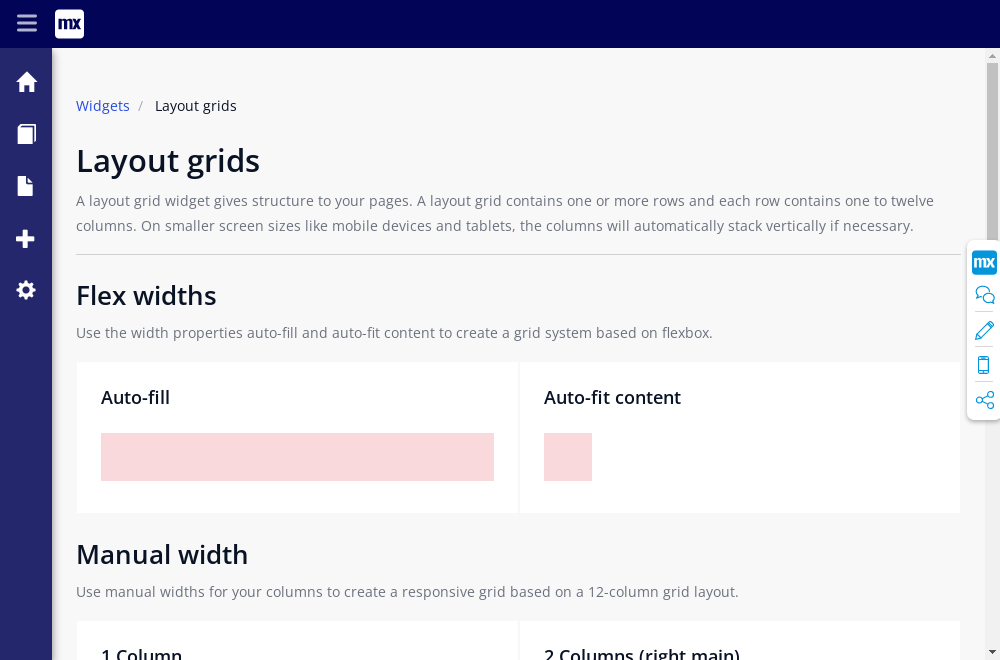 mx
Widgets / Layout grids
Layout grids
A layout grid widget gives structure to your pages. A layout grid contains one or more rows and each row contains one to twelve
columns. On smaller screen sizes like mobile devices and tablets, the columns will automatically stack vertically if necessary.
mx
Flex widths
Use the width properties auto-fill and auto-fit content to create a grid system based on flexbox.
Auto-fill
Auto-fit content
Manual width
Use manual widths for your columns to create a responsive grid based on a 12-column grid layout.
1 Column
2 Columns (right main)